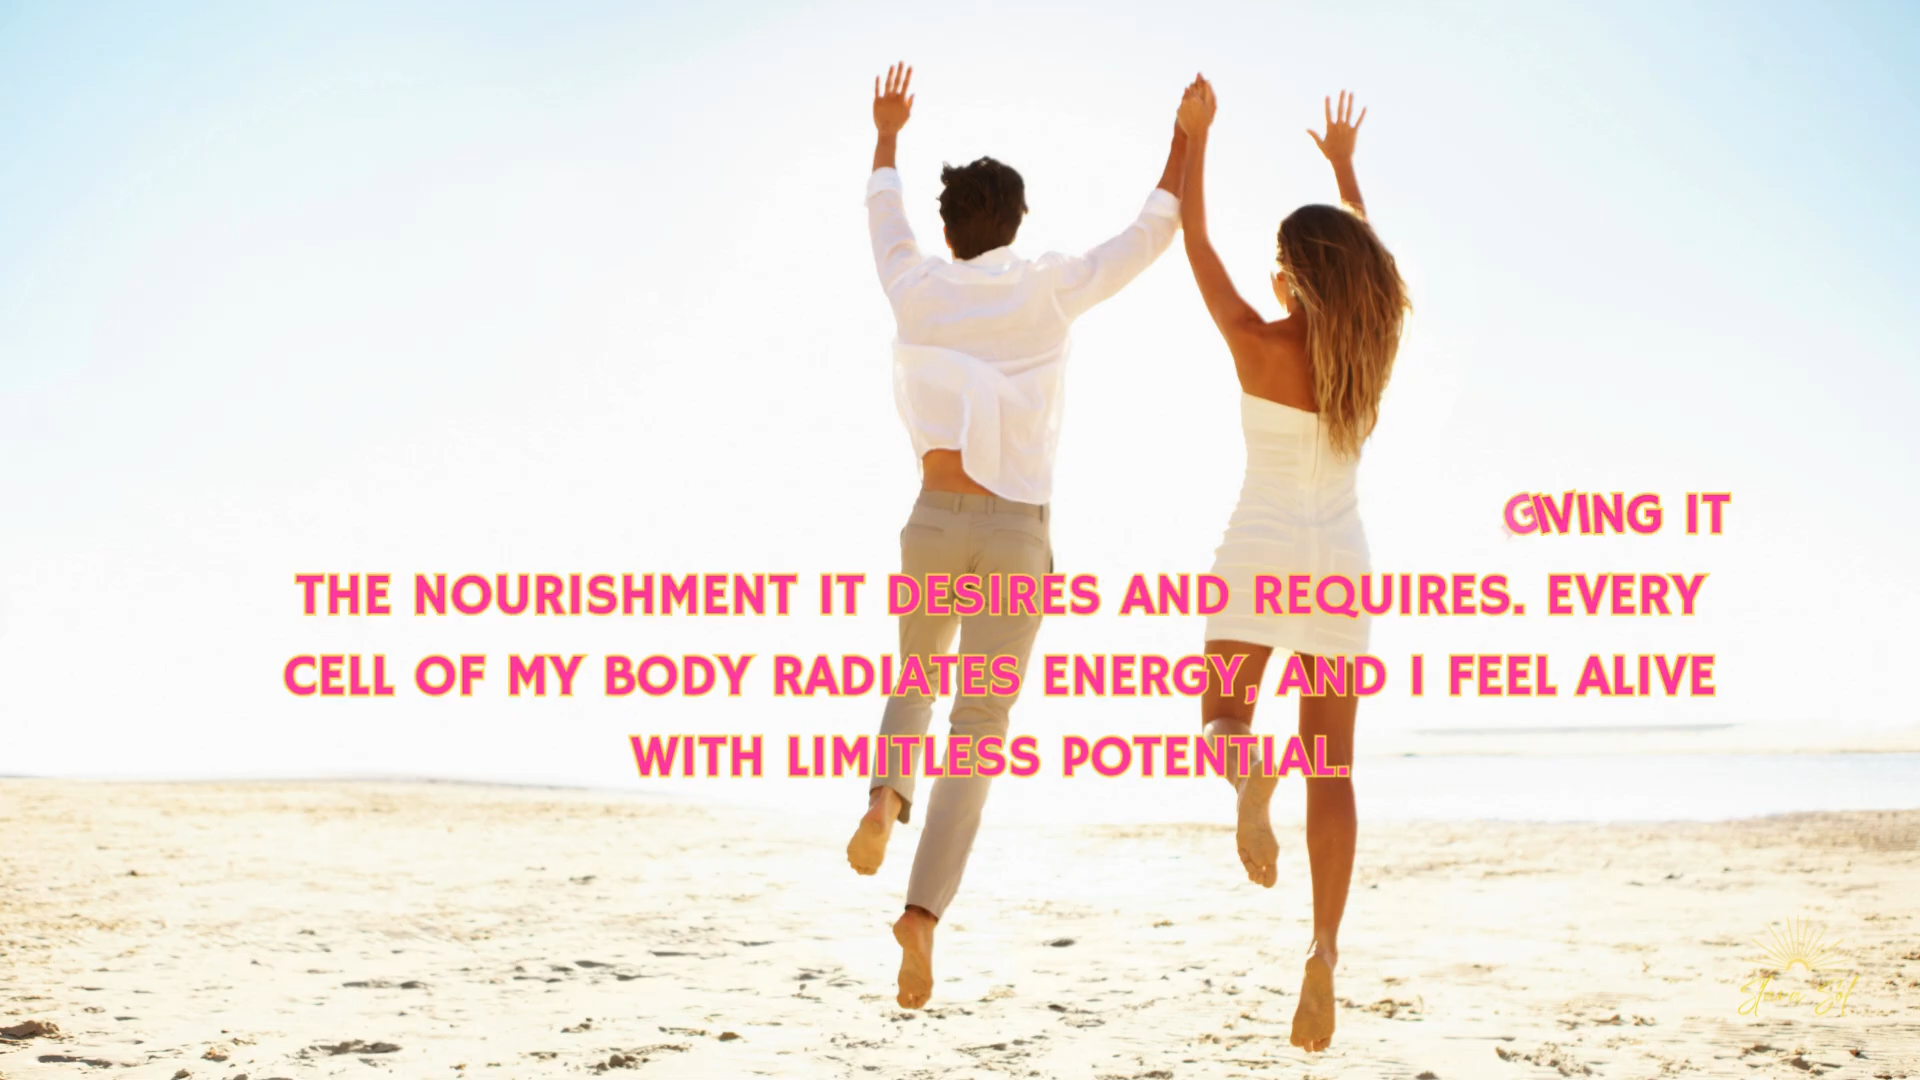 GIVING IT
THE NOURISHMENT IT DESIRES AND REQUIRES. EVERY
CELL OF MY BODY RADIATES ENERGY, AND I FEEL ALIVE
WITH LIMITLESS POTENTIAL.